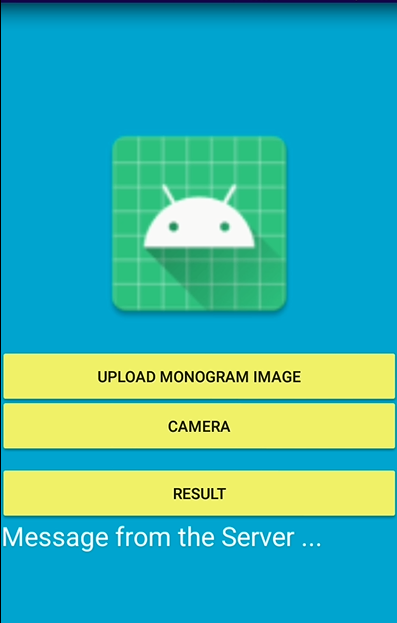 UPLOAD MONOGRAM IMAGE
CAMERA
RESULT
Message from the Server ...